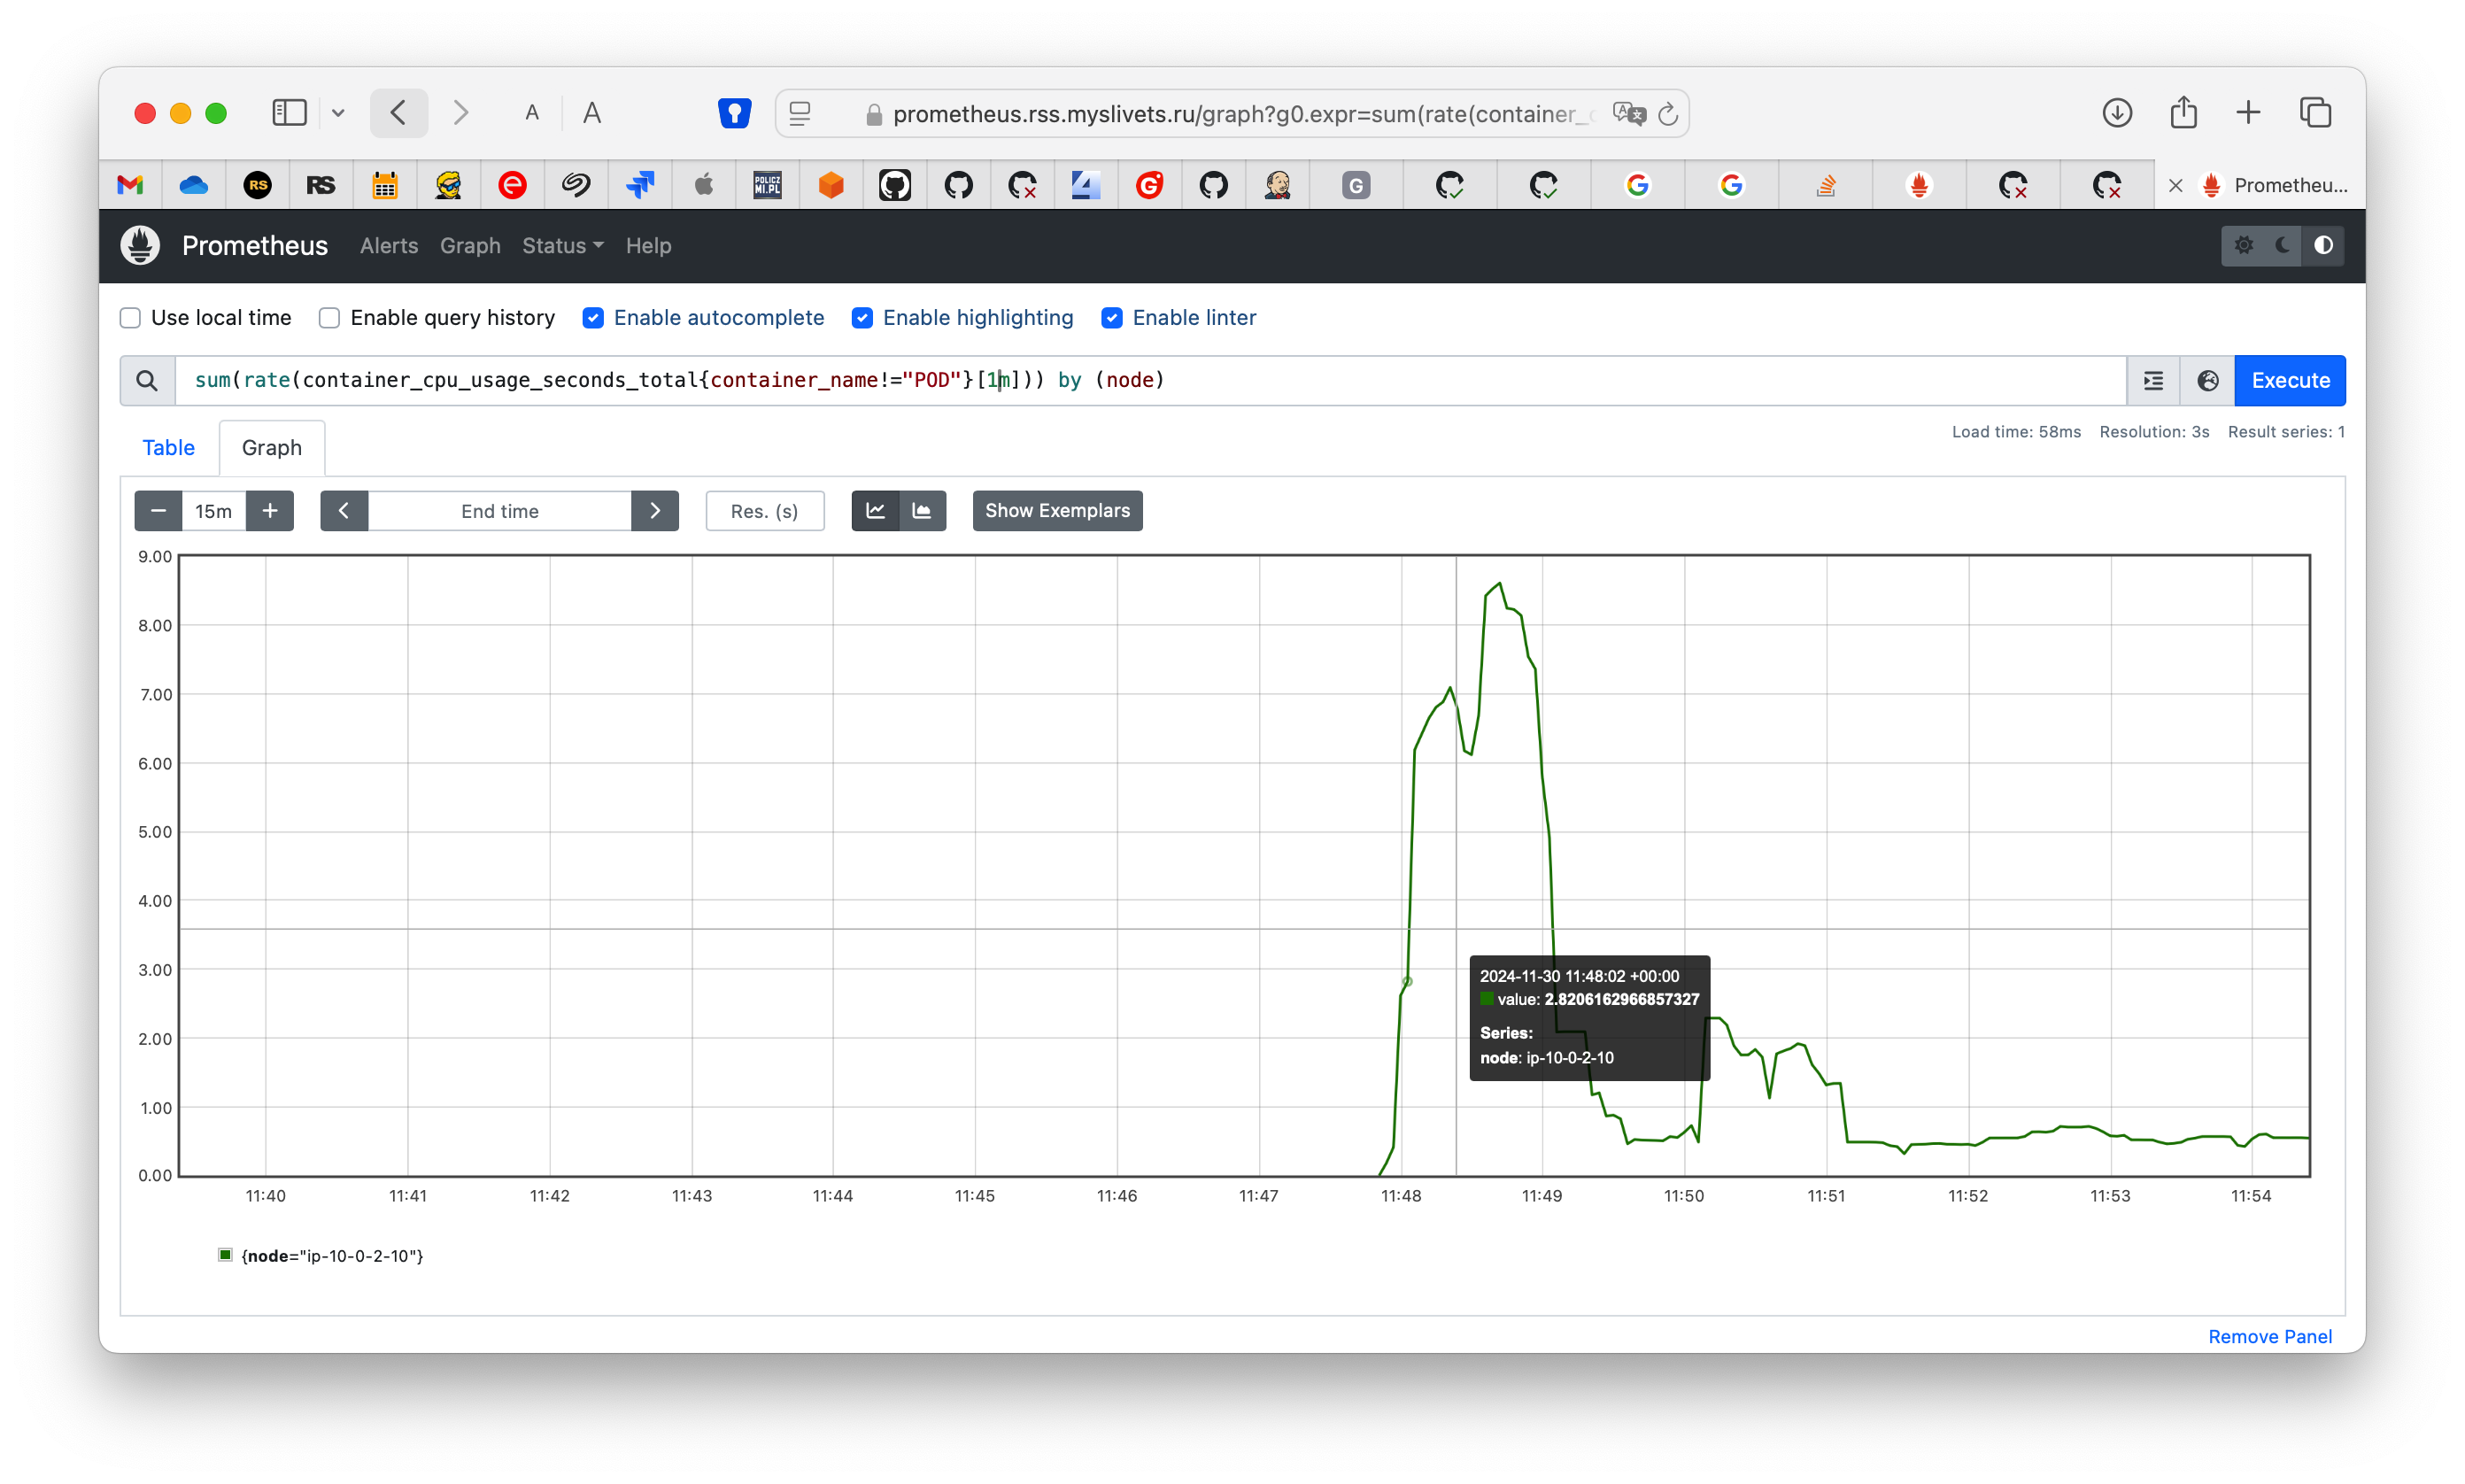 A A prometheus.rss.myslivets.ru/graph?g0.expr=sum(rate(container_
RS RS POLICZ MI.PL 4 G G Prometheu...
Prometheus Alerts Graph Status Help
Use local time Enable query history Enable autocomplete Enable highlighting Enable linter
sum(rate(container_cpu_usage_seconds_total{container_name!="POD"}[1m])) by (node) Execute
Table Graph Load time: 58ms Resolution: 3s Result series: 1
− 15m + End time Res. (s) Show Exemplars
9.00
8.00
7.00
6.00
5.00
4.00
3.00
2.00
1.00
0.00
2024-11-30 11:48:02 +00:00
value: 2.8206162966857327
Series:
node: ip-10-0-2-10
11:40 11:41 11:42 11:43 11:44 11:45 11:46 11:47 11:48 11:49 11:50 11:51 11:52 11:53 11:54
{node="ip-10-0-2-10"}
Remove Panel